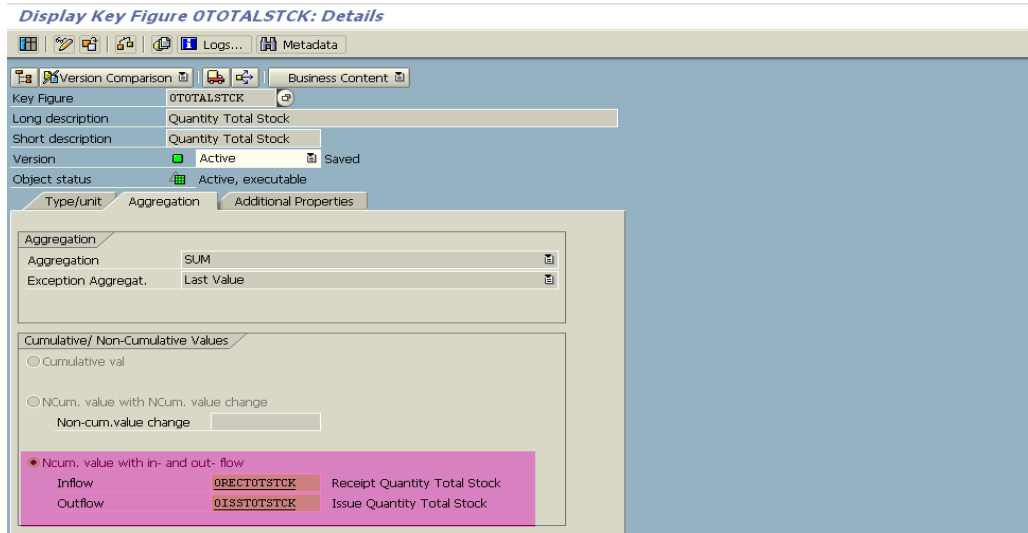 Display Key Figure 0TOTALSTCK: Details
Logs... Metadata
Version Comparison Business Content
Key Figure 0TOTALSTCK
Long description Quantity Total Stock
Short description Quantity Total Stock
Version Active Saved
Object status Active, executable
Type/unit Aggregation Additional Properties
Aggregation
Aggregation SUM
Exception Aggregat. Last Value
Cumulative/ Non-Cumulative Values
Cumulative val
NCum. value with NCum. value change
Non-cum.value change
Ncum. value with in- and out- flow
Inflow 0RECTOTSTCK Receipt Quantity Total Stock
Outflow 0ISSTOTSTCK Issue Quantity Total Stock